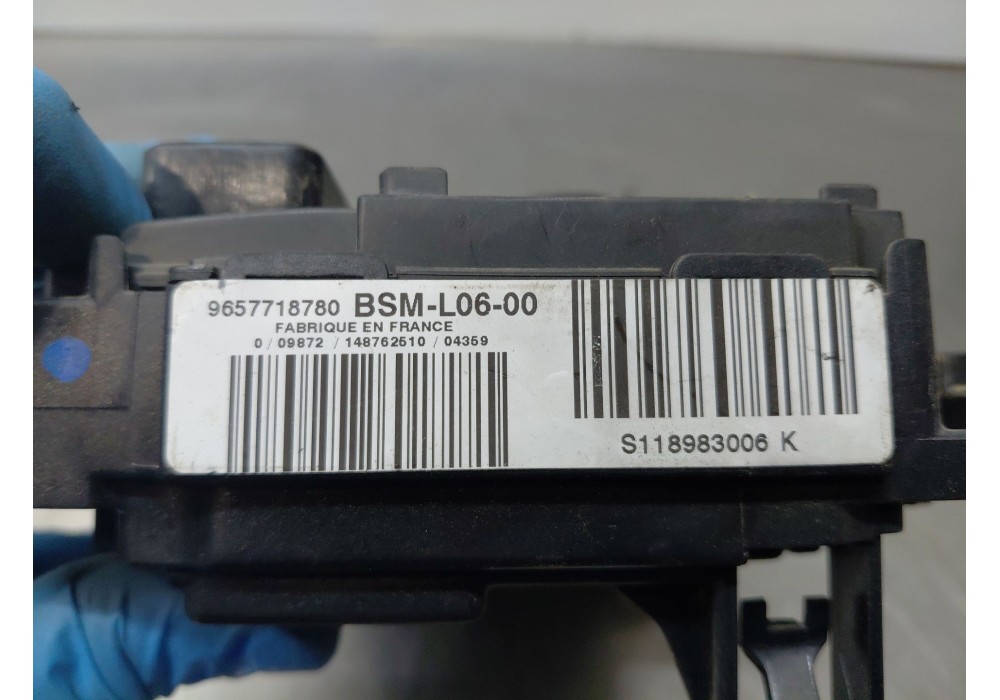 9657718780 BSM-L06-00
FABRIQUE EN FRANCE
0 / 09872 / 148762510 / 04359
S118983006 K